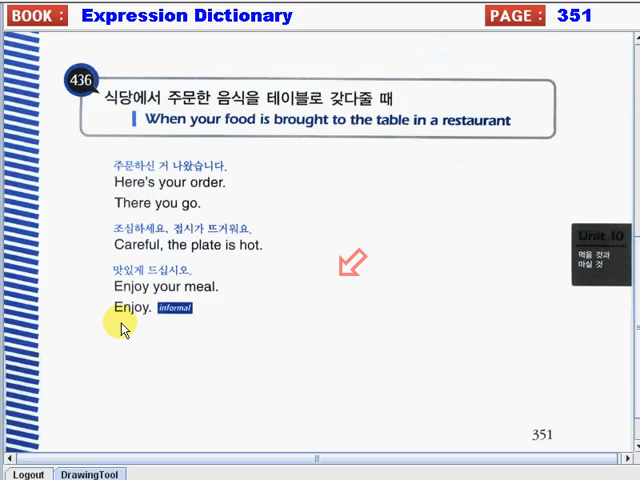 BOOK : Expression Dictionary PAGE : 351
436
식당에서 주문한 음식을 테이블로 갖다줄 때
When your food is brought to the table in a restaurant
주문하신 거 나왔습니다.
Here's your order.
There you go.
조심하세요, 접시가 뜨거워요.
Careful, the plate is hot.
맛있게 드십시오.
Enjoy your meal.
Enjoy. informal
Unit 10
먹을 것과
마실 것
351
Logout DrawingTool